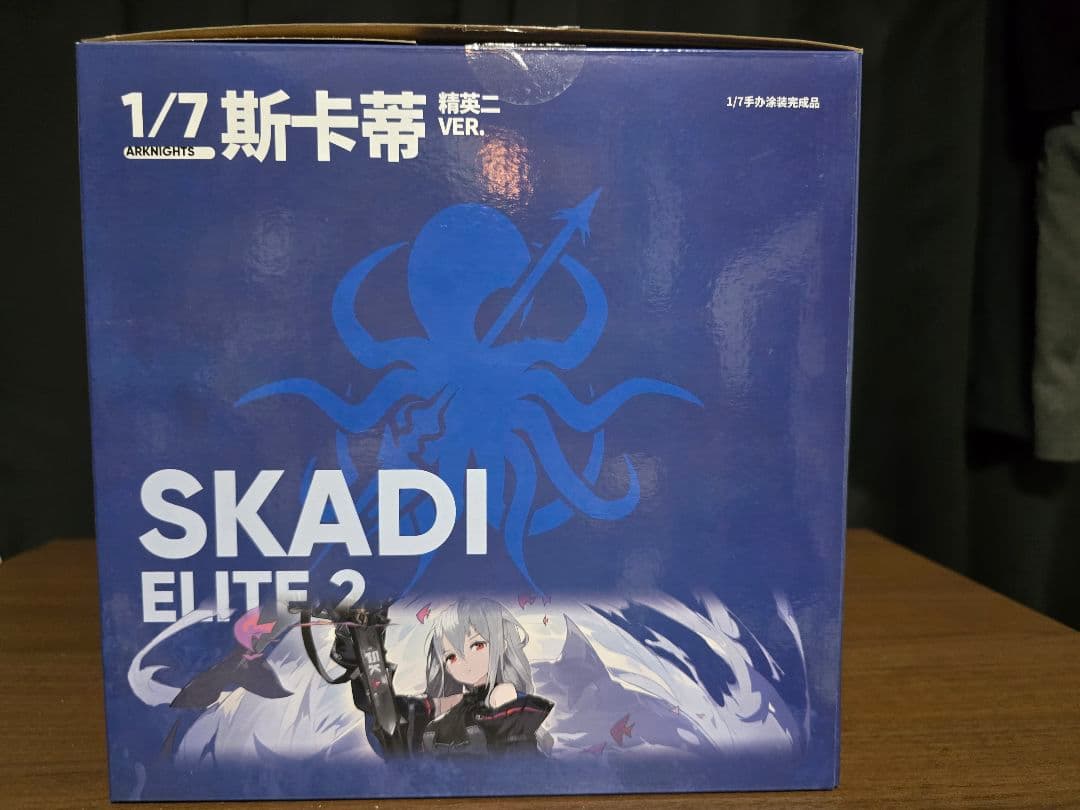 1/7 斯卡蒂 精英二
VER.
ARKNIGHTS
1/7手办涂装完成品
SKADI
ELITE 2